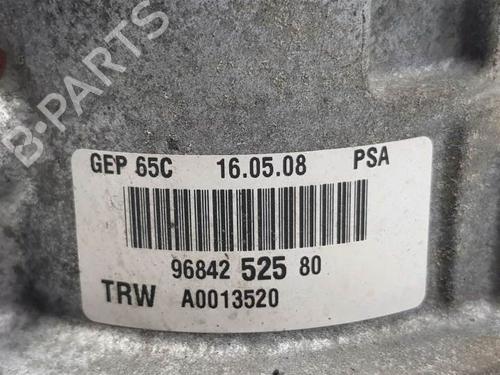 B-PARTS
GEP 65C 16.05.08 PSA
96842 525 80
TRW A0013520